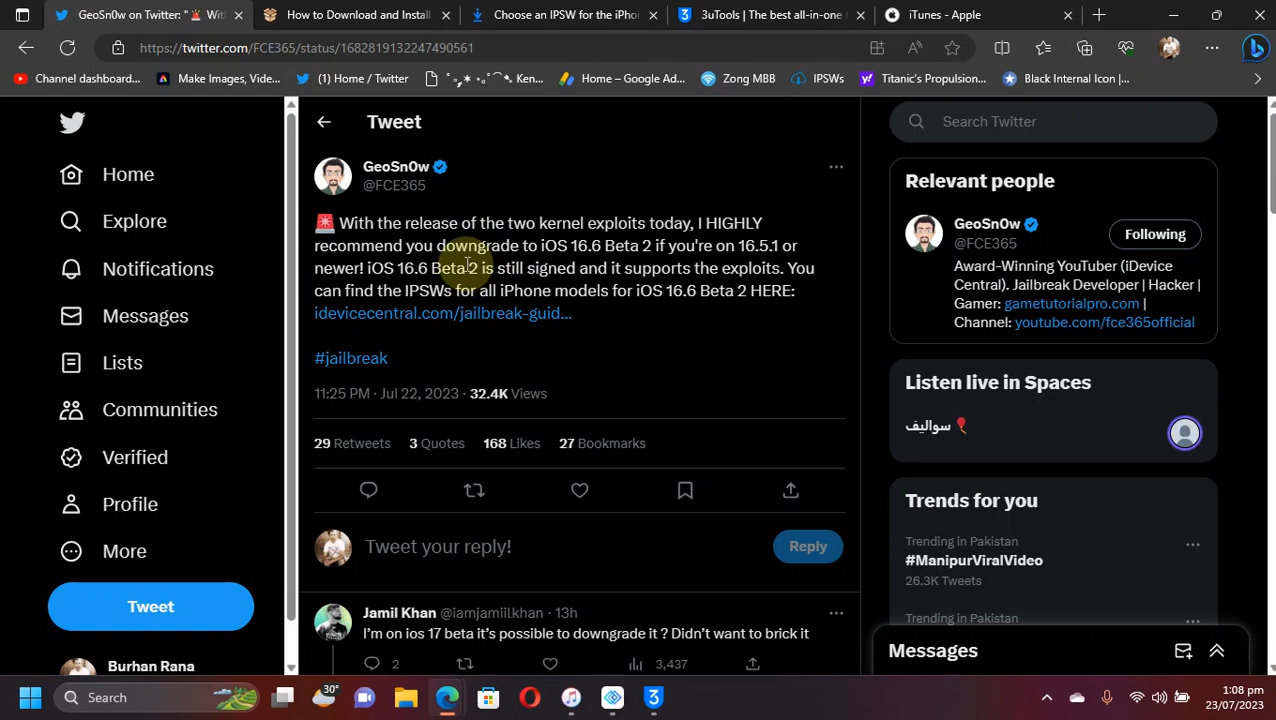 GeoSn0w on Twitter: "🚨 Wit
How to Download and Install
Choose an IPSW for the iPho
3uTools | The best all-in-one t
iTunes - Apple
https://twitter.com/FCE365/status/1682819132247490561
Channel dashboard...
Make Images, Vide...
(1) Home / Twitter
Ken...
Home – Google Ad...
Zong MBB
IPSWs
Titanic's Propulsion...
Black Internal Icon |...
Home
Explore
Notifications
Messages
Lists
Communities
Verified
Profile
More
Tweet
Burhan Rana
Tweet
GeoSn0w
@FCE365
🚨 With the release of the two kernel exploits today, I HIGHLY
recommend you downgrade to iOS 16.6 Beta 2 if you're on 16.5.1 or
newer! iOS 16.6 Beta 2 is still signed and it supports the exploits. You
can find the IPSWs for all iPhone models for iOS 16.6 Beta 2 HERE:
idevicecentral.com/jailbreak-guid...
#jailbreak
11:25 PM · Jul 22, 2023 · 32.4K Views
29 Retweets 3 Quotes 168 Likes 27 Bookmarks
Tweet your reply!
Reply
Jamil Khan @iamjamiilkhan · 13h
I'm on ios 17 beta it's possible to downgrade it ? Didn't want to brick it
2
3,437
Search Twitter
Relevant people
GeoSn0w
@FCE365
Following
Award-Winning YouTuber (iDevice
Central). Jailbreak Developer | Hacker |
Gamer: gametutorialpro.com |
Channel: youtube.com/fce365official
Listen live in Spaces
سواليف🎈
Trends for you
Trending in Pakistan
#ManipurViralVideo
26.3K Tweets
Trending in Pakistan
Messages
Search
30°
1:08 pm
23/07/2023